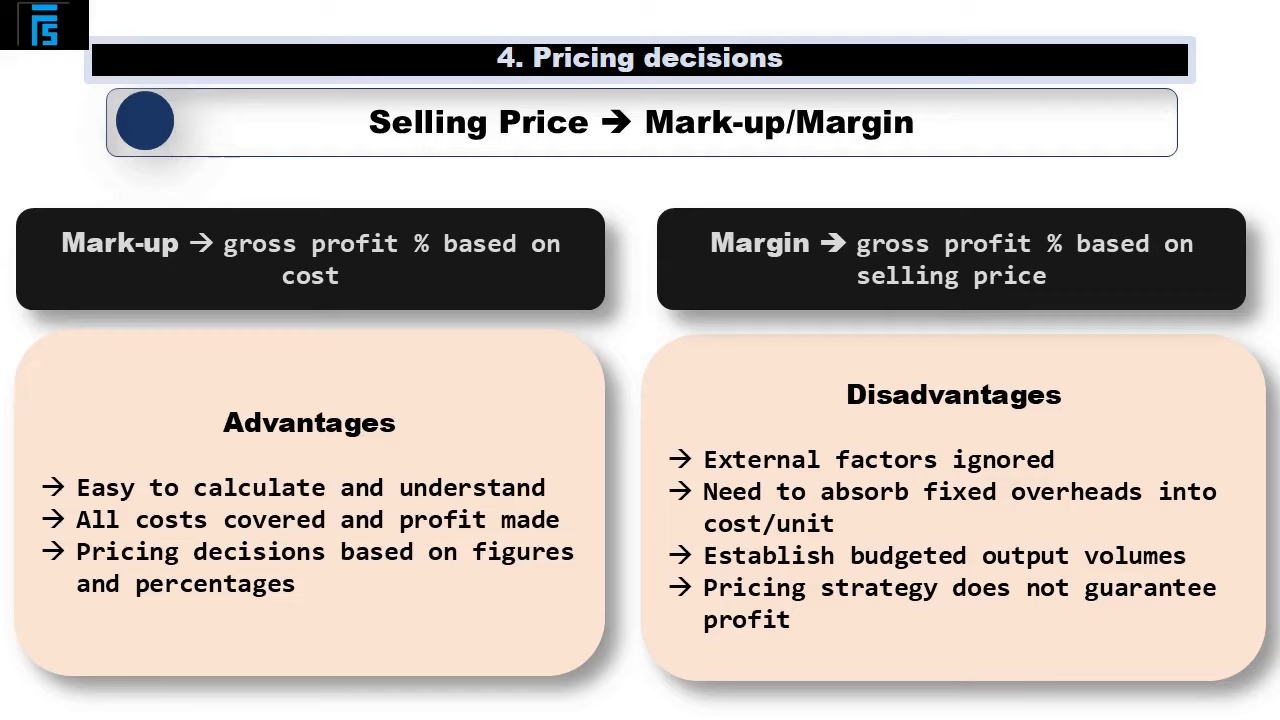 4. Pricing decisions
Selling Price → Mark-up/Margin
Mark-up → gross profit % based on
cost
Margin → gross profit % based on
selling price
Advantages
→ Easy to calculate and understand
→ All costs covered and profit made
→ Pricing decisions based on figures
and percentages
Disadvantages
→ External factors ignored
→ Need to absorb fixed overheads into
cost/unit
→ Establish budgeted output volumes
→ Pricing strategy does not guarantee
profit